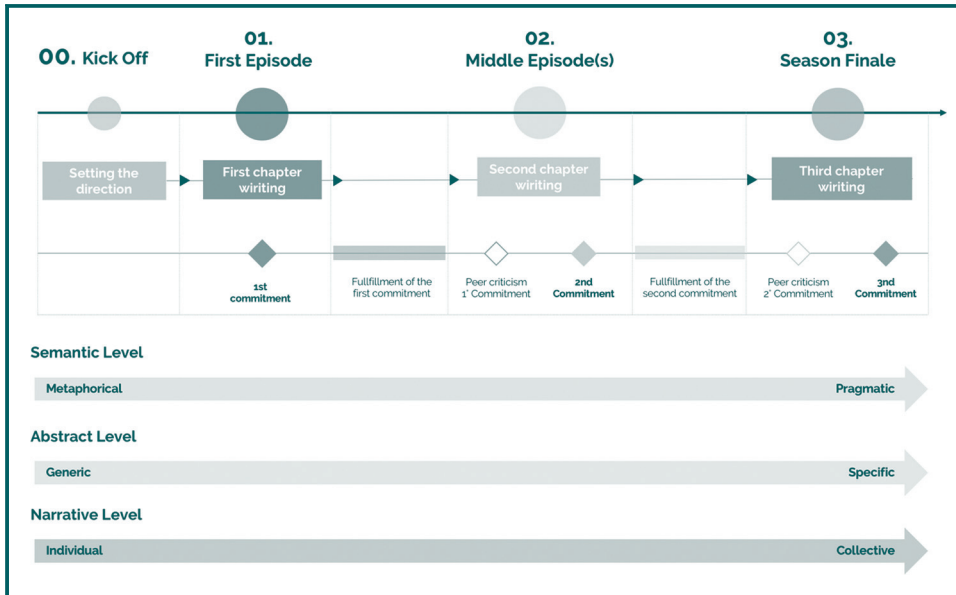 00. Kick Off
01.
First Episode
02.
Middle Episode(s)
03.
Season Finale
Setting the
direction
First chapter
wiriting
Second chapter
wiriting
Third chapter
wiriting
1st
commitment
Fullfillment of the
first commitment
Peer criticism
1° Commitment
2nd
Commitment
Fullfillment of the
second commitment
Peer criticism
2° Commitment
3nd
Commitment
Semantic Level
Metaphorical
Pragmatic
Abstract Level
Generic
Specific
Narrative Level
Individual
Collective